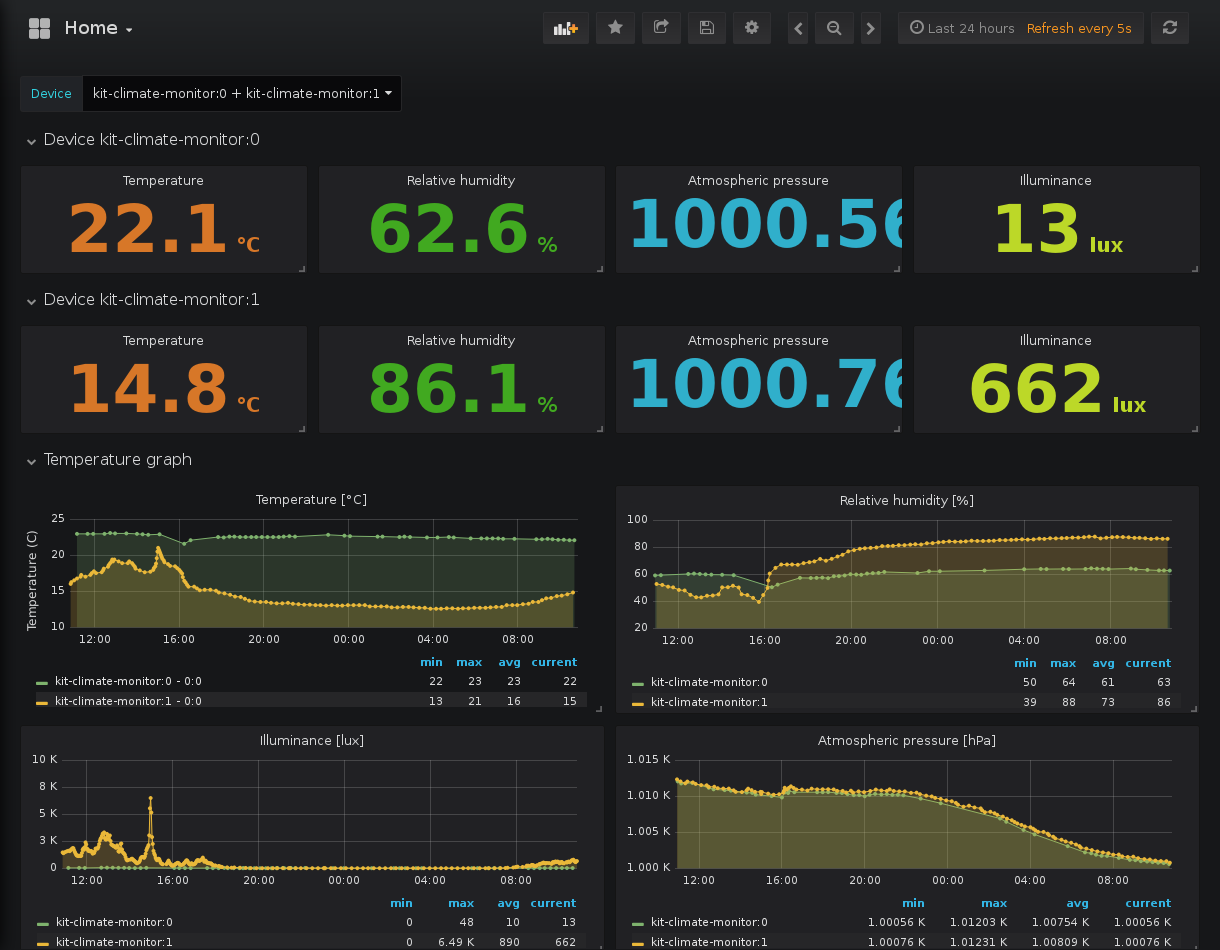 Home
Last 24 hours Refresh every 5s
Device kit-climate-monitor:0 + kit-climate-monitor:1
Device kit-climate-monitor:0
Temperature Relative humidity Atmospheric pressure Illuminance
22.1 °C 62.6 % 1000.56 13 lux
Device kit-climate-monitor:1
Temperature Relative humidity Atmospheric pressure Illuminance
14.8 °C 86.1 % 1000.76 662 lux
Temperature graph
Temperature [°C]
Temperature (C)
25
20
15
10
12:00 16:00 20:00 00:00 04:00 08:00
min max avg current
kit-climate-monitor:0 - 0:0 22 23 23 22
kit-climate-monitor:1 - 0:0 13 21 16 15
Relative humidity [%]
100
80
60
40
20
12:00 16:00 20:00 00:00 04:00 08:00
min max avg current
kit-climate-monitor:0 50 64 61 63
kit-climate-monitor:1 39 88 73 86
Illuminance [lux]
10 K
8 K
5 K
3 K
0
12:00 16:00 20:00 00:00 04:00 08:00
min max avg current
kit-climate-monitor:0 0 48 10 13
kit-climate-monitor:1 0 6.49 K 890 662
Atmospheric pressure [hPa]
1.015 K
1.010 K
1.005 K
1.000 K
12:00 16:00 20:00 00:00 04:00 08:00
min max avg current
kit-climate-monitor:0 1.00056 K 1.01203 K 1.00754 K 1.00056 K
kit-climate-monitor:1 1.00076 K 1.01231 K 1.00809 K 1.00076 K